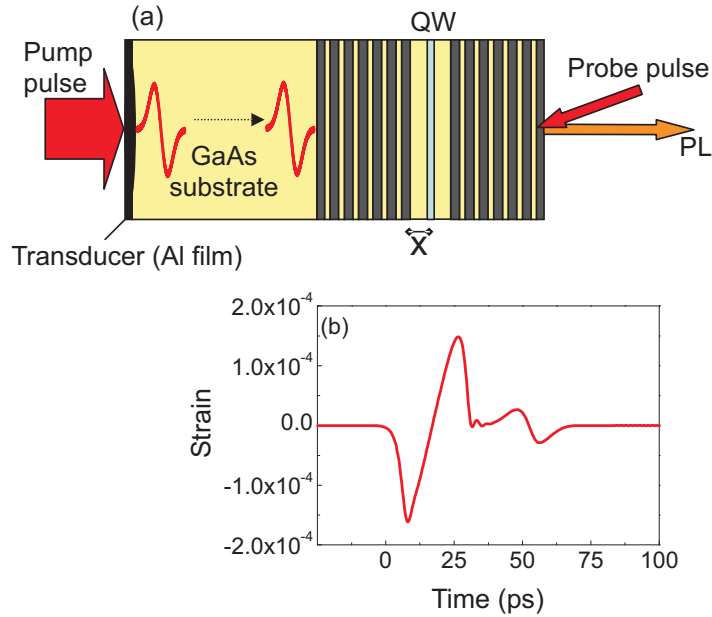 (a)
QW
Pump
pulse
Probe pulse
GaAs
substrate
PL
Transducer (Al film)
X
(b)
2.0x10⁻⁴
1.0x10⁻⁴
0.0
-1.0x10⁻⁴
-2.0x10⁻⁴
Strain
0 25 50 75 100
Time (ps)